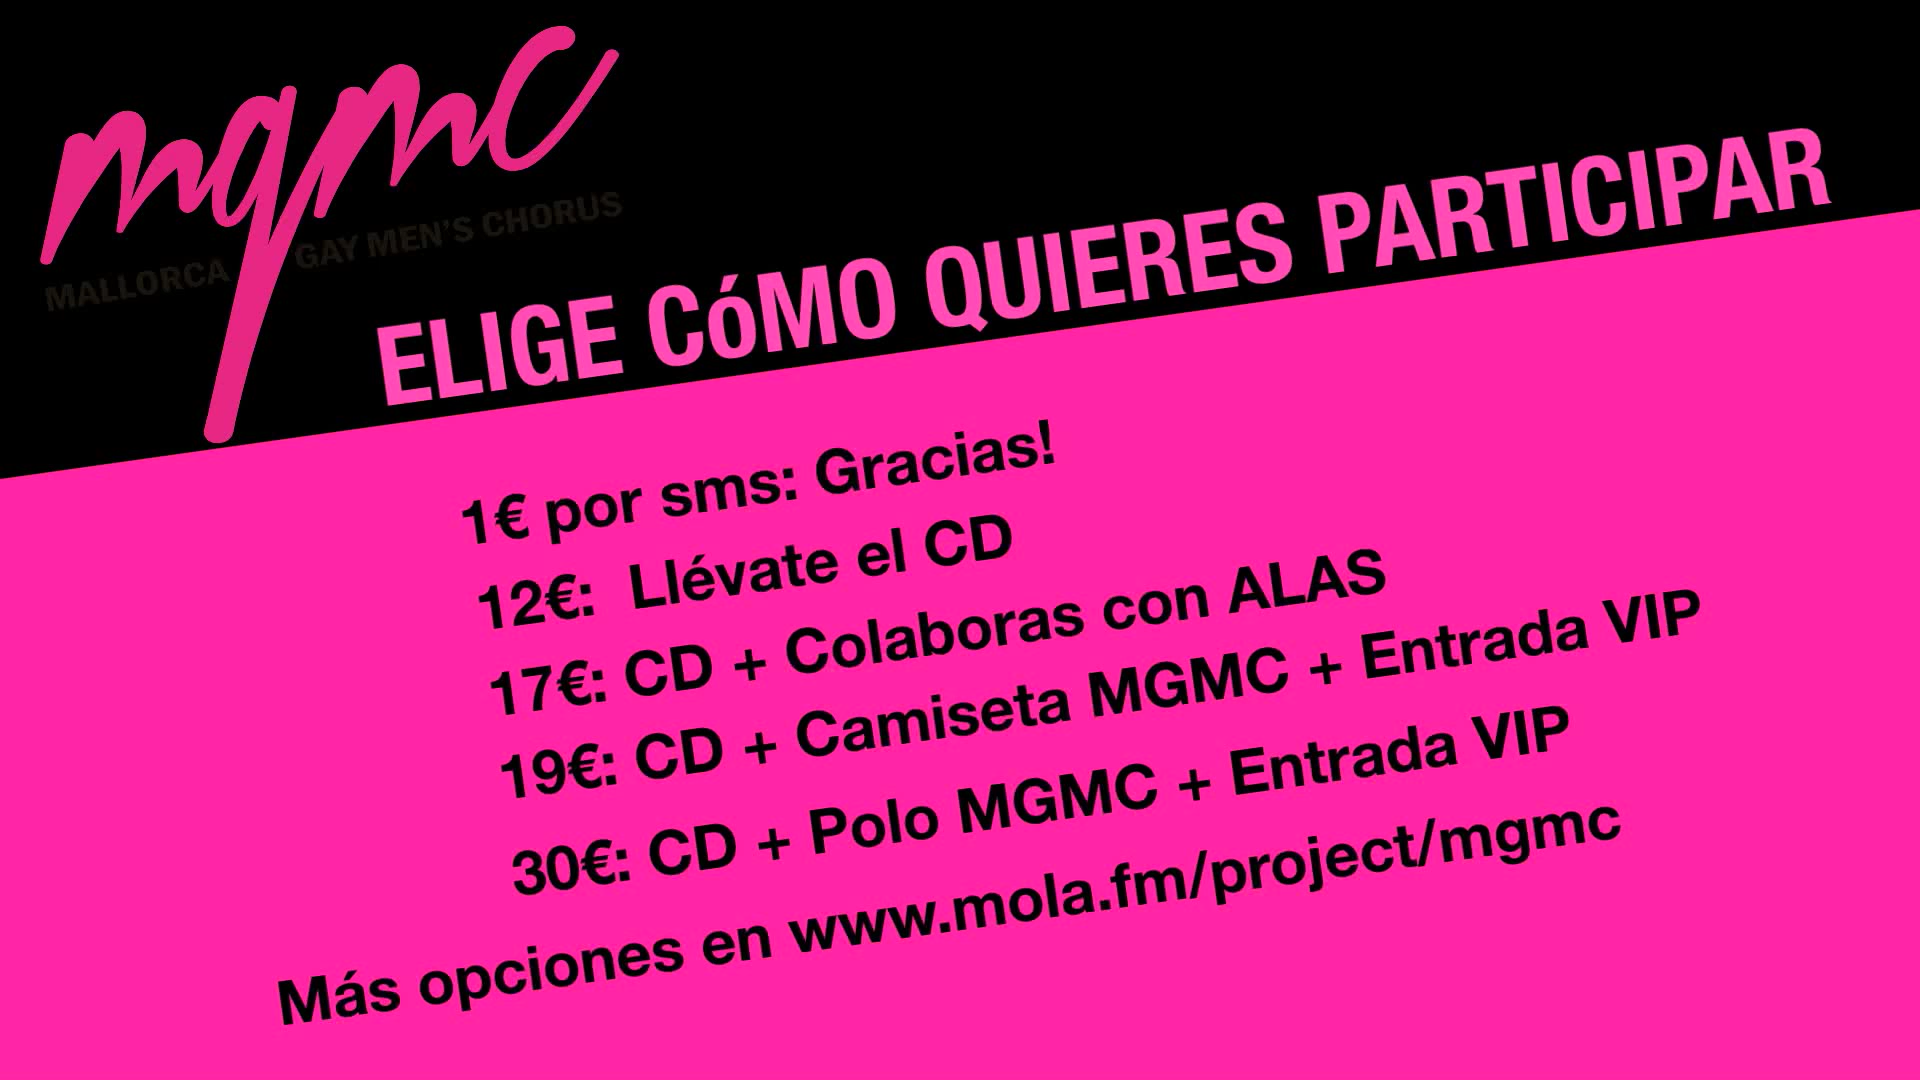 mgmc
MALLORCA GAY MEN'S CHORUS
ELIGE CóMO QUIERES PARTICIPAR
1€ por sms: Gracias!
12€: Llévate el CD
17€: CD + Colaboras con ALAS
19€: CD + Camiseta MGMC + Entrada VIP
30€: CD + Polo MGMC + Entrada VIP
Más opciones en www.mola.fm/project/mgmc